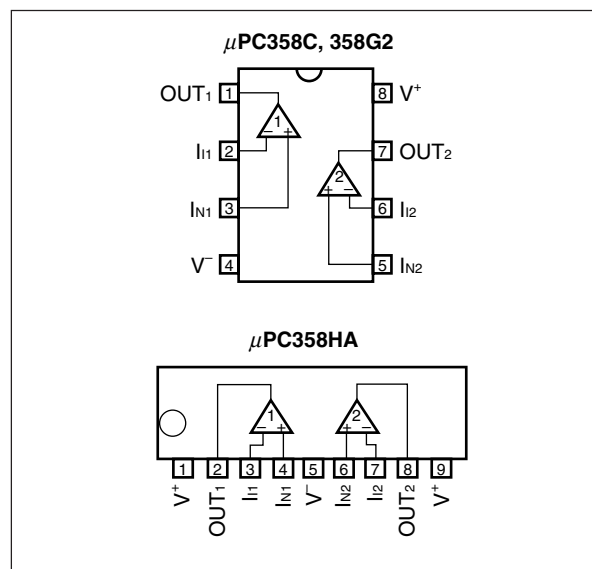 μPC358C, 358G2
OUT1 1 8 V+
1
− +
II1 2 7 OUT2
2
+ −
IN1 3 6 II2
V− 4 5 IN2
μPC358HA
1 2
− + + −
1 2 3 4 5 6 7 8 9
V+ OUT1 II1 IN1 V− IN2 II2 OUT2 V+